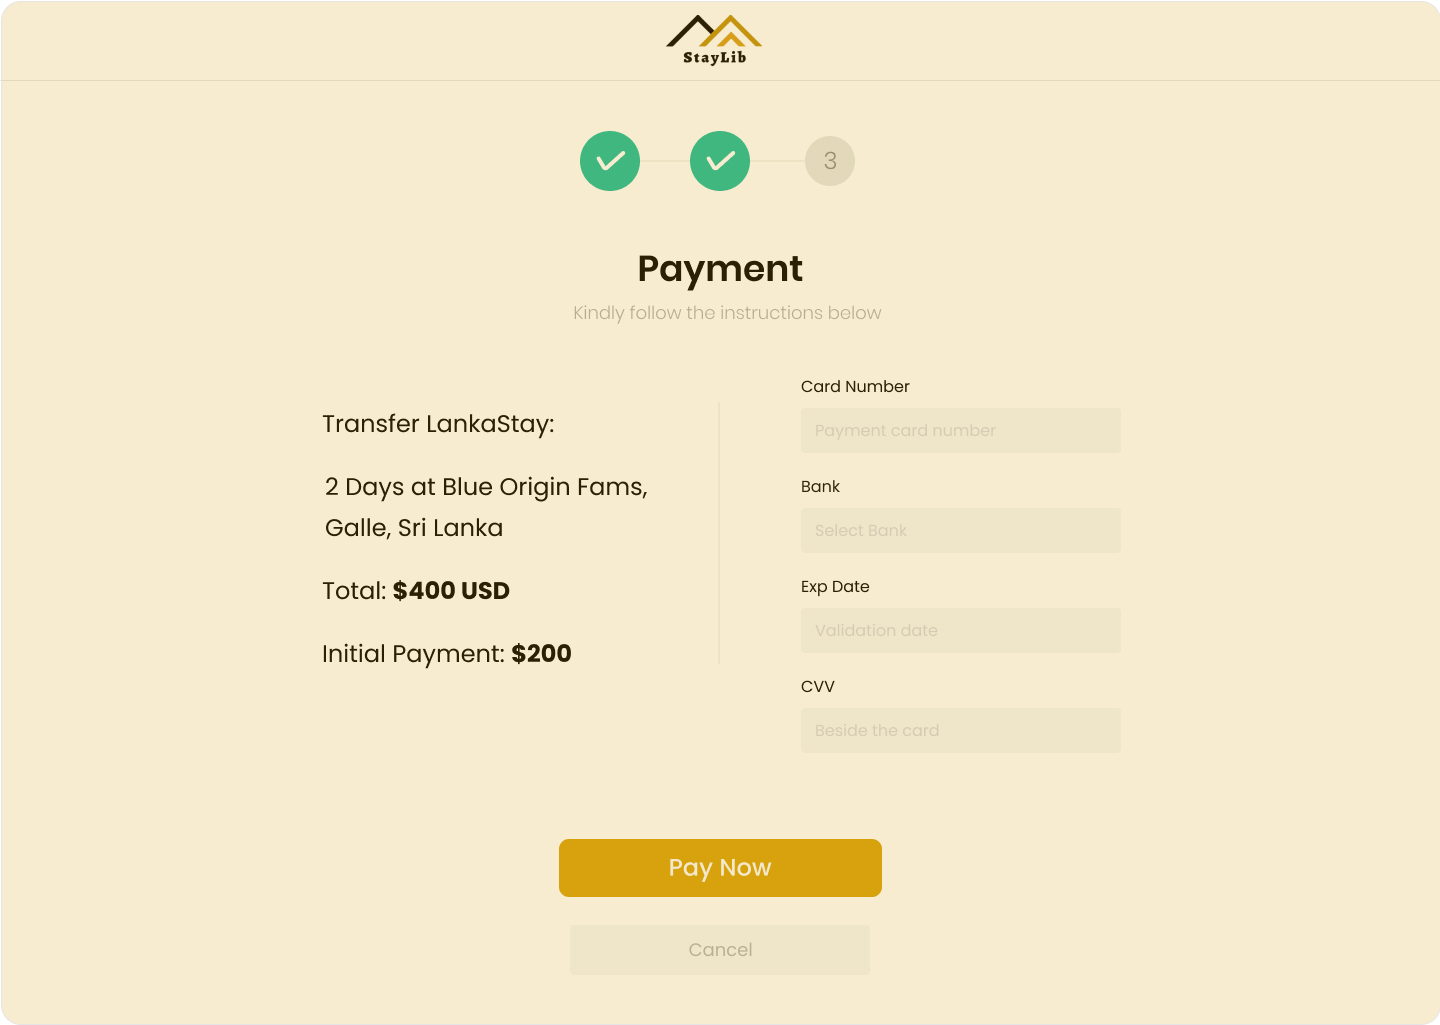 StayLib
3
Payment
Kindly follow the instructions below
Transfer LankaStay:
2 Days at Blue Origin Fams,
Galle, Sri Lanka
Total: $400 USD
Initial Payment: $200
Card Number
Payment card number
Bank
Select Bank
Exp Date
Validation date
CVV
Beside the card
Pay Now
Cancel